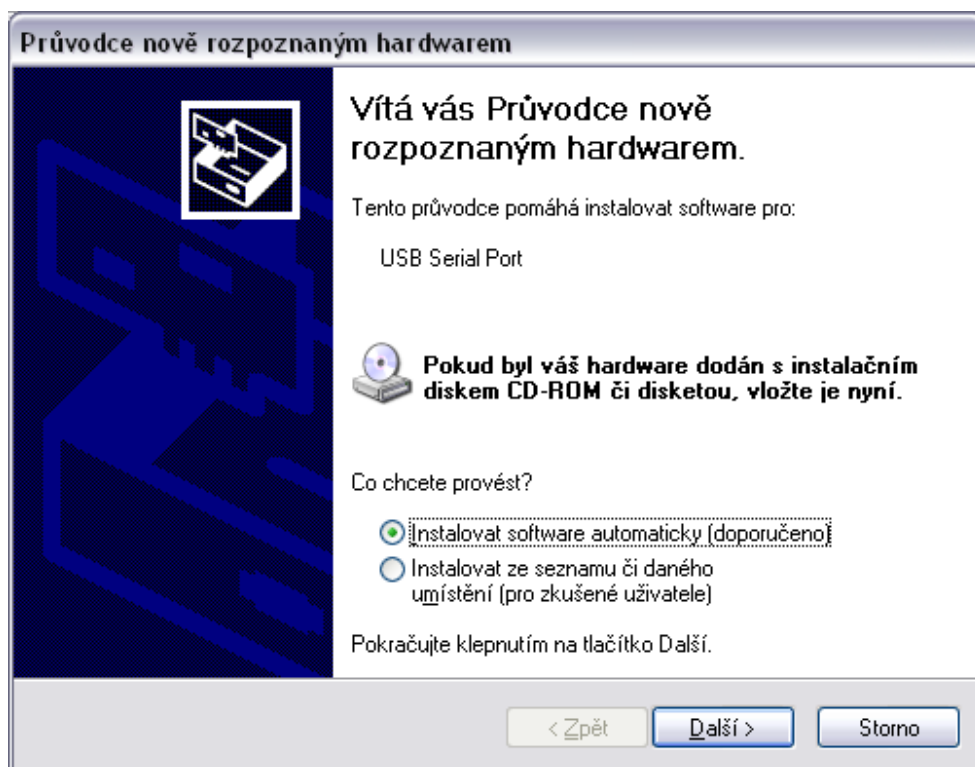 Průvodce nově rozpoznaným hardwarem
Vítá vás Průvodce nově
rozpoznaným hardwarem.
Tento průvodce pomáhá instalovat software pro:
USB Serial Port
Pokud byl váš hardware dodán s instalačním
diskem CD-ROM či disketou, vložte je nyní.
Co chcete provést?
Instalovat software automaticky (doporučeno)
Instalovat ze seznamu či daného
umístění (pro zkušené uživatele)
Pokračujte klepnutím na tlačítko Další.
< Zpět
Další >
Storno